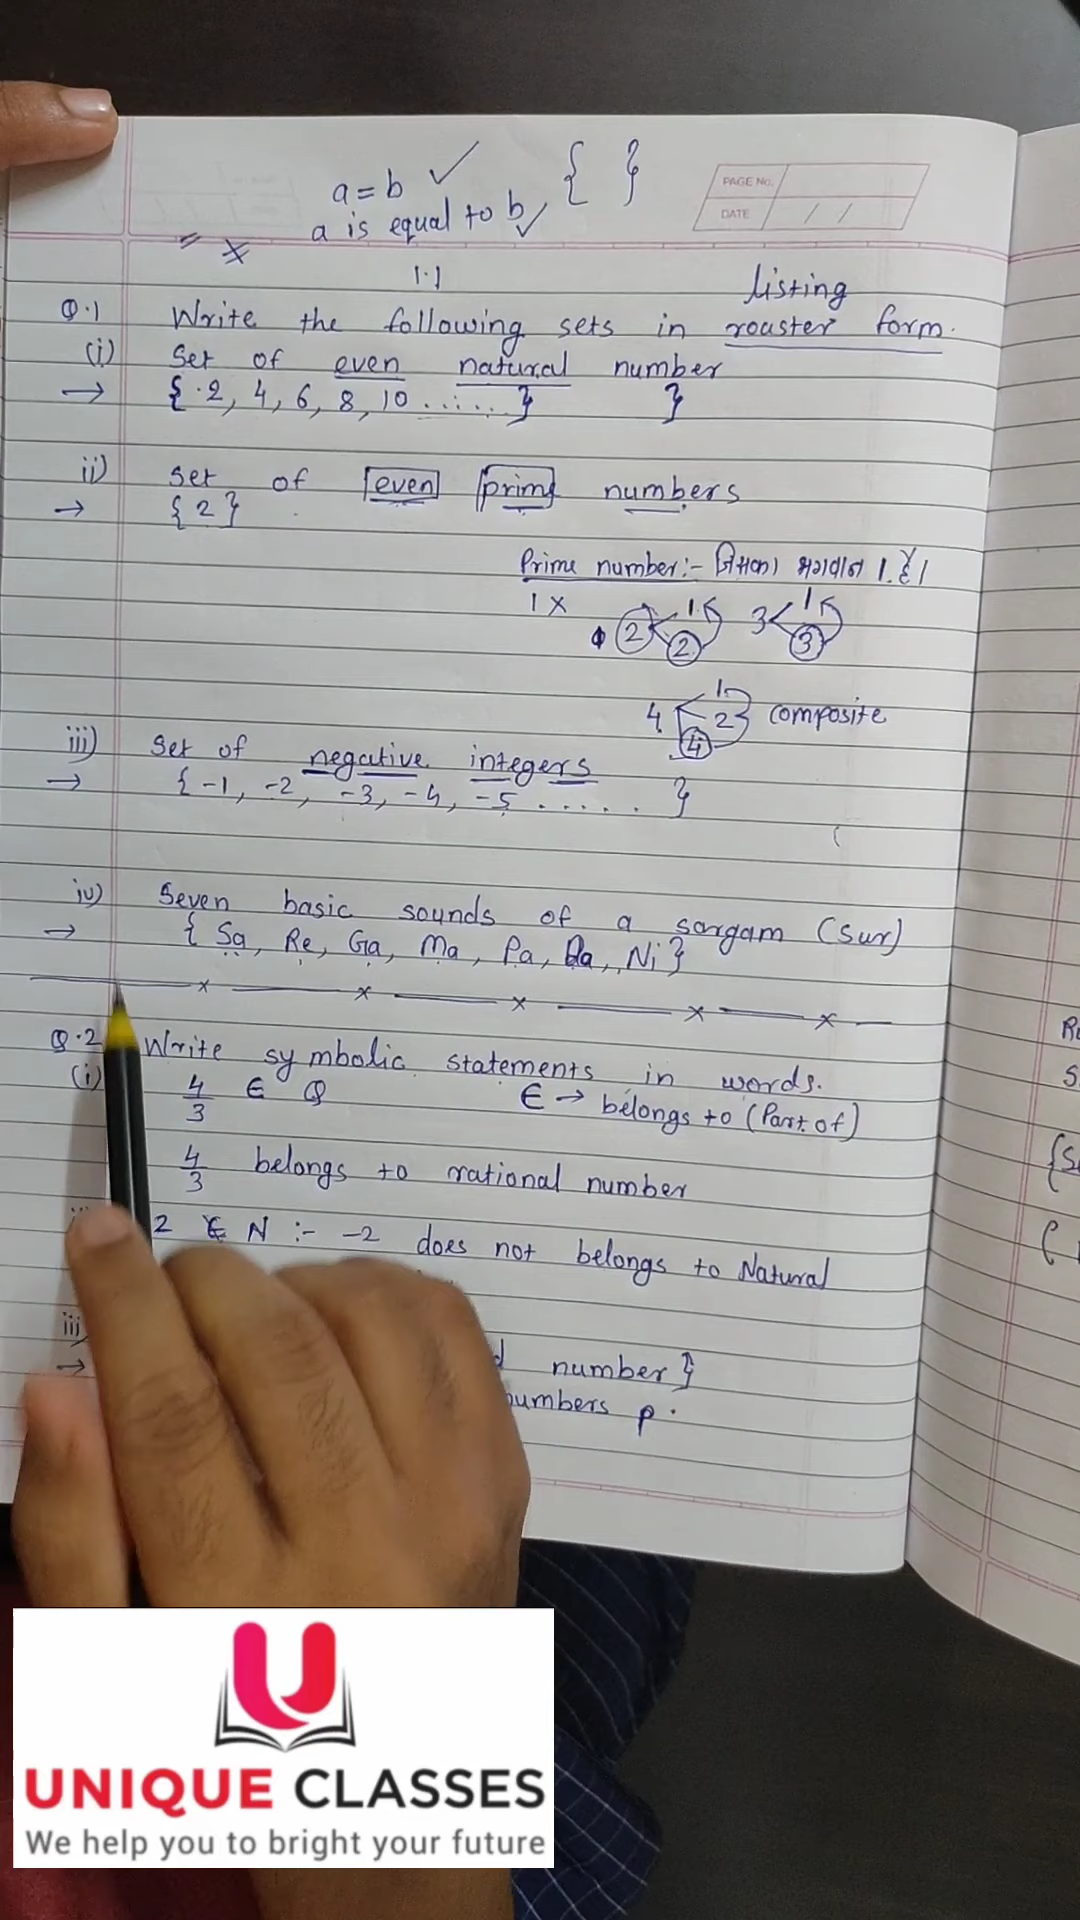 a = b ✓ { }
a is equal to b ✓
PAGE No.
DATE / /
1.1
listing
Q.1 Write the following sets in rouster form.
(i) Set of even natural number
→ { 2, 4, 6, 8, 10 ...... } }
ii) Set of even prime numbers
→ { 2 }
Prime number :-
1 × 2 1 2 3 1 3
4 1 2 4 composite
iii) Set of negative integers
→ { -1, -2, -3, -4, -5 ...... }
iv) Seven basic sounds of a sargam (sur)
→ { Sa, Re, Ga, Ma, Pa, Da, Ni }
Q.2 Write symbolic statements in words.
(i) 4/3 ∈ Q ∈ → belongs to (Part of)
4/3 belongs to rational number
2 ∉ N :- -2 does not belongs to Natural
iii)
→ number }
numbers p.
UNIQUE CLASSES
We help you to bright your future